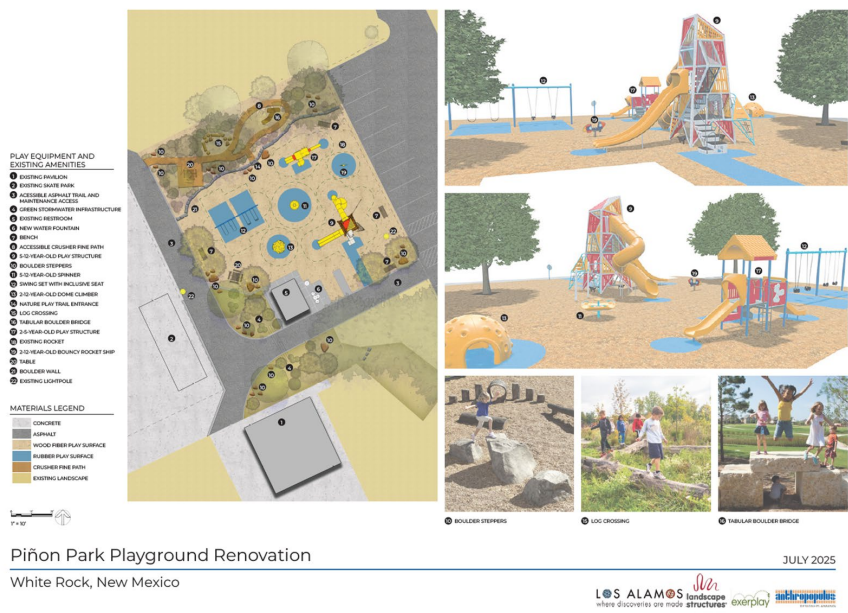 PLAY EQUIPMENT AND
EXISTING AMENITIES
1 EXISTING PAVILION
2 EXISTING SKATE PARK
3 ACESSIBLE ASPHALT TRAIL AND
MAINTENANCE ACCESS
4 GREEN STORMWATER INFRASTRUCTURE
5 EXISTING RESTROOM
6 NEW WATER FOUNTAIN
7 BENCH
8 ACCESSIBLE CRUSHER FINE PATH
9 5-12-YEAR-OLD PLAY STRUCTURE
10 BOULDER STEPPERS
11 5-12-YEAR-OLD SPINNER
12 SWING SET WITH INCLUSIVE SEAT
13 2-12-YEAR-OLD DOME CLIMBER
14 NATURE PLAY TRAIL ENTRANCE
15 LOG CROSSING
16 TABULAR BOULDER BRIDGE
17 2-5-YEAR-OLD PLAY STRUCTURE
18 EXISTING ROCKET
19 2-12-YEAR-OLD BOUNCY ROCKET SHIP
20 TABLE
21 BOULDER WALL
22 EXISTING LIGHTPOLE
MATERIALS LEGEND
CONCRETE
ASPHALT
WOOD FIBER PLAY SURFACE
RUBBER PLAY SURFACE
CRUSHER FINE PATH
EXISTING LANDSCAPE
1" = 10'
10 BOULDER STEPPERS
15 LOG CROSSING
16 TABULAR BOULDER BRIDGE
Piñon Park Playground Renovation
JULY 2025
White Rock, New Mexico
LOS ALAMOS
where discoveries are made
landscape
structures
exerplay
anthropopolus